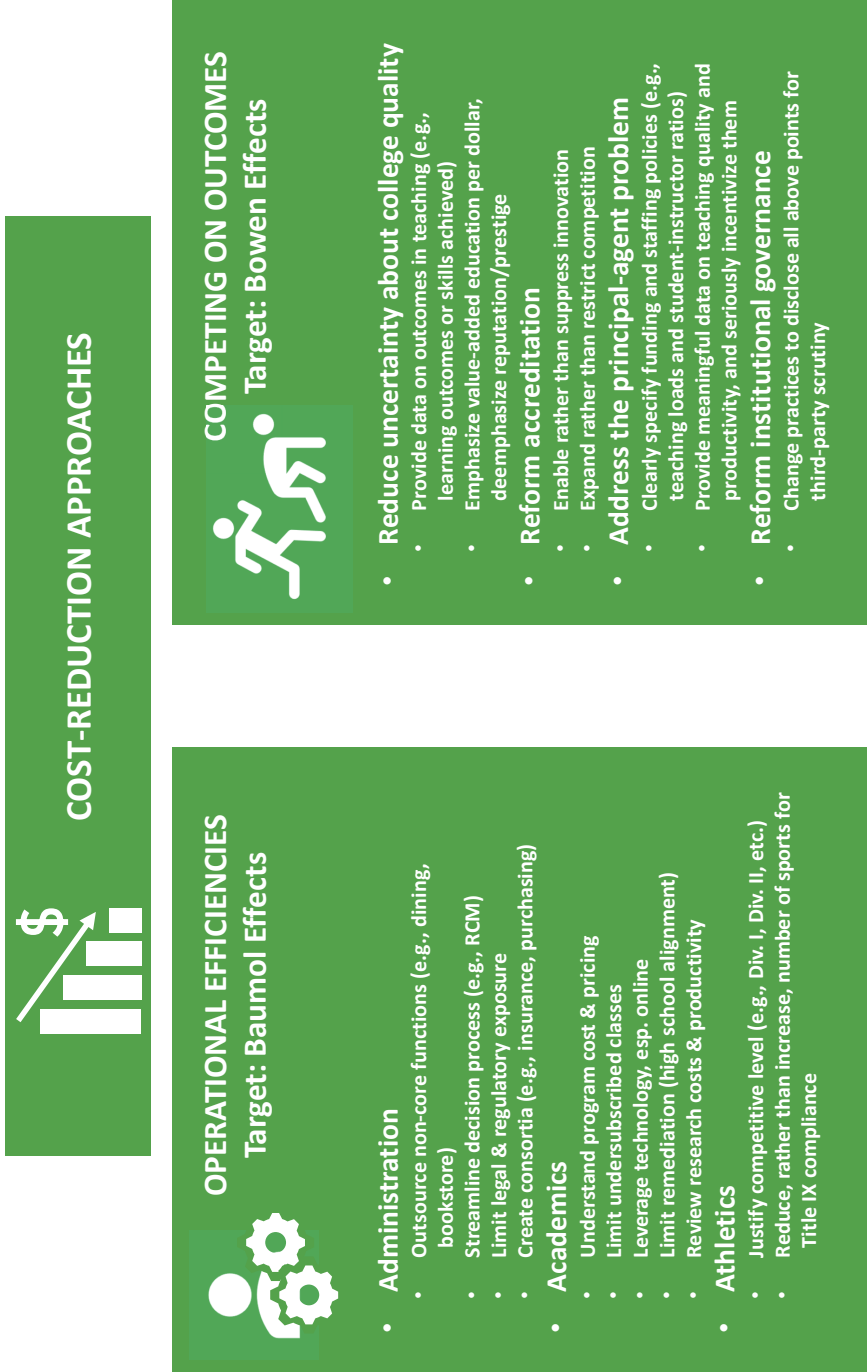 COST-REDUCTION APPROACHES
$
OPERATIONAL EFFICIENCIES
Target: Baumol Effects
• Administration
• Outsource non-core functions (e.g., dining,
bookstore)
• Streamline decision process (e.g., RCM)
• Limit legal & regulatory exposure
• Create consortia (e.g., insurance, purchasing)
• Academics
• Understand program cost & pricing
• Limit undersubscribed classes
• Leverage technology, esp. online
• Limit remediation (high school alignment)
• Review research costs & productivity
• Athletics
• Justify competitive level (e.g., Div. I, Div. II, etc.)
• Reduce, rather than increase, number of sports for
Title IX compliance
COMPETING ON OUTCOMES
Target: Bowen Effects
• Reduce uncertainty about college quality
• Provide data on outcomes in teaching (e.g.,
learning outcomes or skills achieved)
• Emphasize value-added education per dollar,
deemphasize reputation/prestige
• Reform accreditation
• Enable rather than suppress innovation
• Expand rather than restrict competition
• Address the principal-agent problem
• Clearly specify funding and staffing policies (e.g.,
teaching loads and student-instructor ratios)
• Provide meaningful data on teaching quality and
productivity, and seriously incentivize them
• Reform institutional governance
• Change practices to disclose all above points for
third-party scrutiny